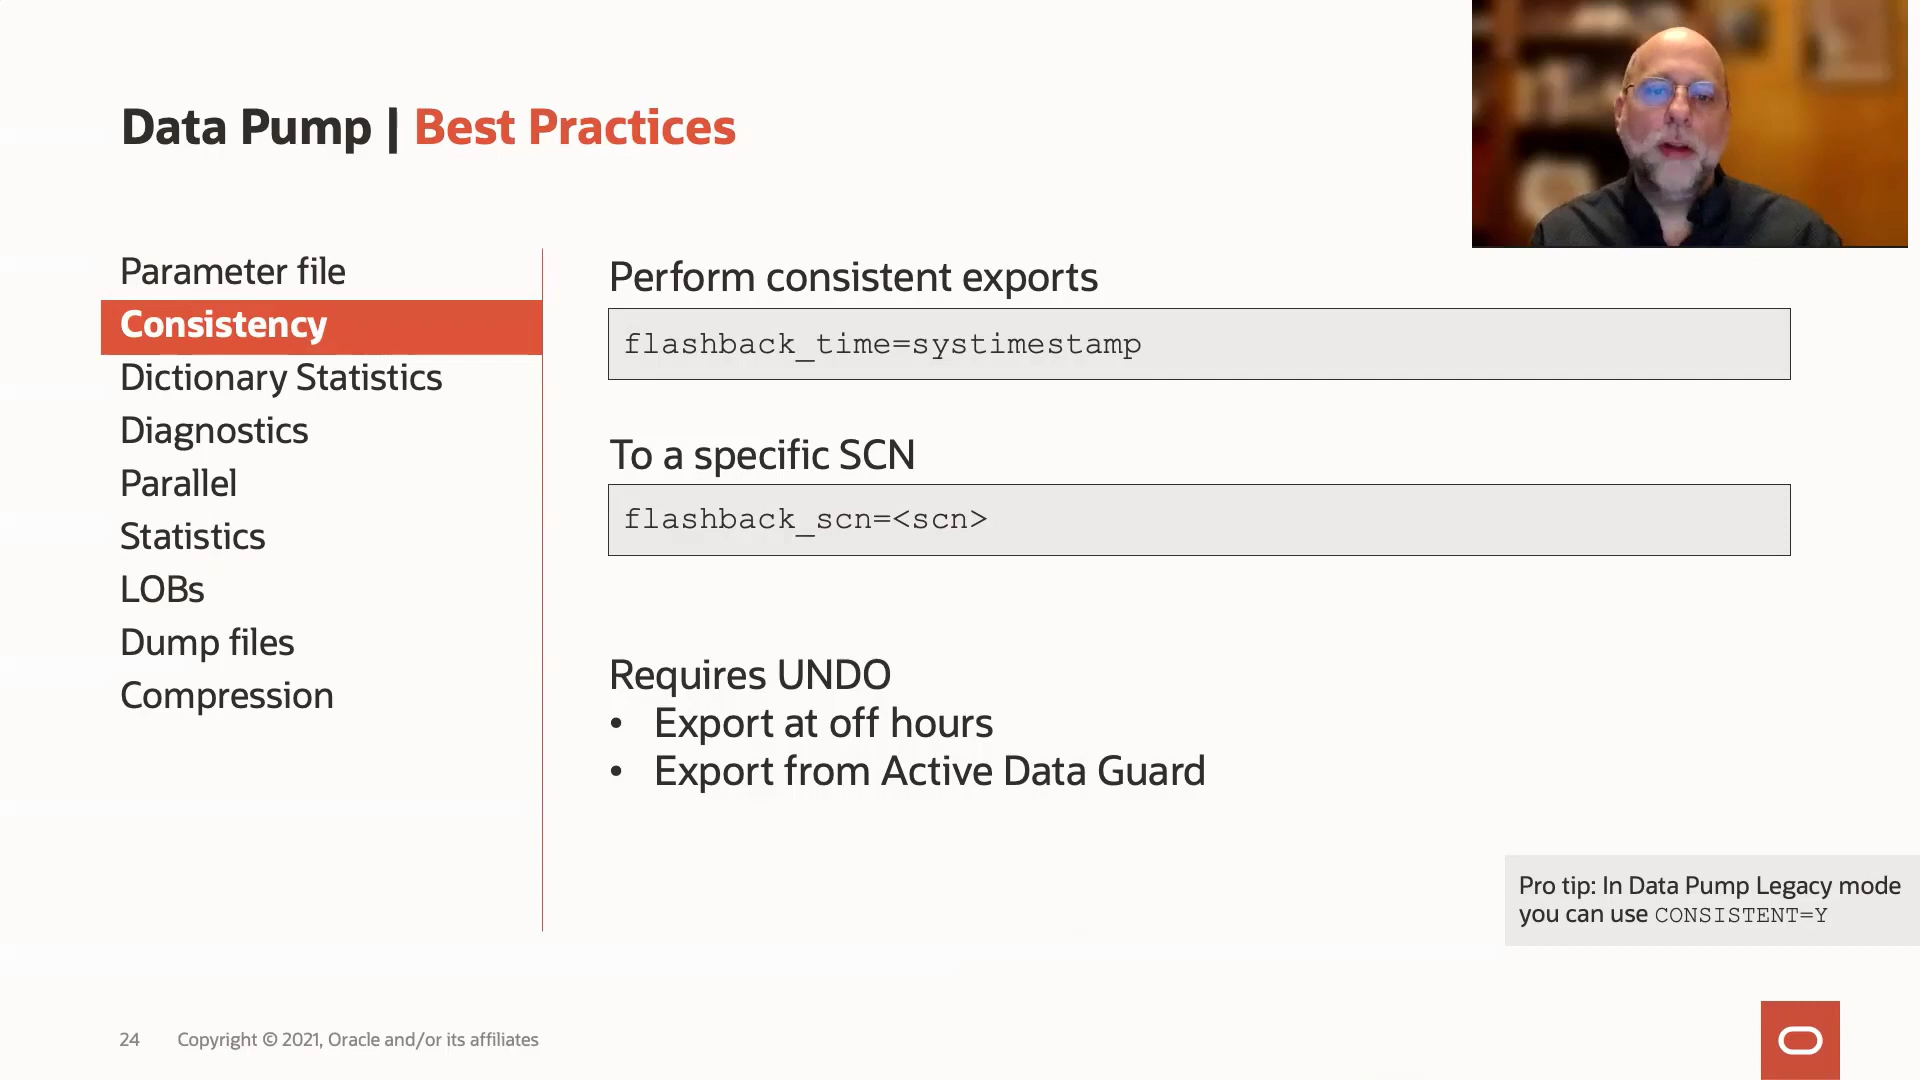 Data Pump | Best Practices
Parameter file
Consistency
Dictionary Statistics
Diagnostics
Parallel
Statistics
LOBs
Dump files
Compression
Perform consistent exports
flashback_time=systimestamp
To a specific SCN
flashback_scn=<scn>
Requires UNDO
• Export at off hours
• Export from Active Data Guard
Pro tip: In Data Pump Legacy mode
you can use CONSISTENT=Y
24 Copyright © 2021, Oracle and/or its affiliates